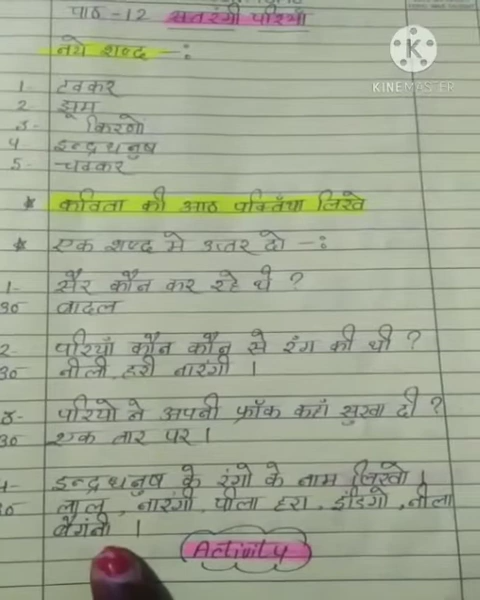 पाठ -12 सतरंगी परियाँ
K
KINEMASTER
नये शब्द -:
1- टक्कर
2- झूम
3- किरणो
4- इन्द्रधनुष
5- चक्कर
* कविता की आठ पंक्तियां लिखे
* एक शब्द मे उत्तर दो -:
1- सैर कौन कर रहे थे ?
उ० बादल
2- परियाँ कौन कौन से रंग की थी ?
उ० नीली हरी नारंगी ।
3- परियो ने अपनी फ्रॉक कहाँ सुखा दी ?
उ० एक तार पर ।
4- इन्द्रधनुष के रंगो के नाम लिखो ।
उ० लाल , नारंगी , पीला हरा , इंडिगो , नीला
बैंगनी ।
Activity